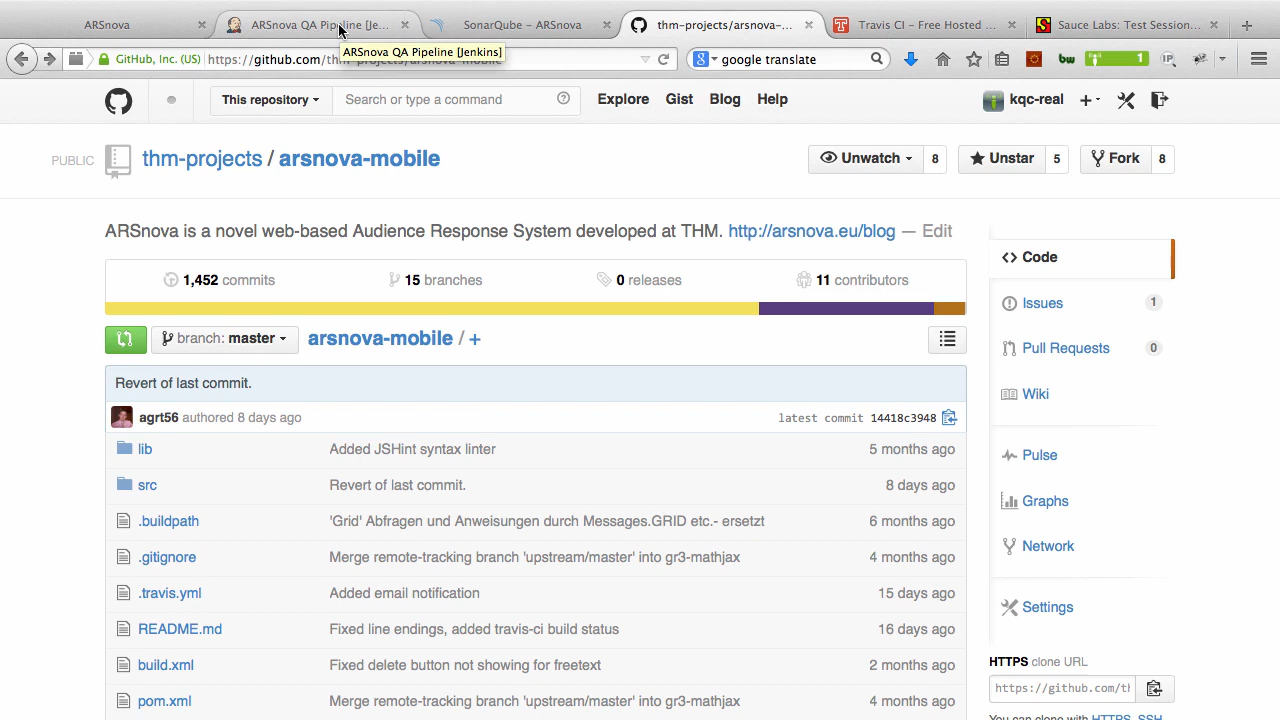 ARSnova
ARSnova QA Pipeline [Je...
SonarQube – ARSnova
thm-projects/arsnova-...
Travis CI – Free Hosted ...
Sauce Labs: Test Session...
ARSnova QA Pipeline [Jenkins]
GitHub, Inc. (US)
google translate
bw
1
IP
This repository
Search or type a command
Explore
Gist
Blog
Help
kqc-real
PUBLIC
thm-projects / arsnova-mobile
Unwatch
8
Unstar
5
Fork
8
ARSnova is a novel web-based Audience Response System developed at THM. http://arsnova.eu/blog — Edit
1,452 commits
15 branches
0 releases
11 contributors
branch: master
arsnova-mobile / +
Revert of last commit.
agrt56 authored 8 days ago
latest commit 14418c3948
lib
Added JSHint syntax linter
5 months ago
src
Revert of last commit.
8 days ago
.buildpath
'Grid' Abfragen und Anweisungen durch Messages.GRID etc.- ersetzt
6 months ago
.gitignore
Merge remote-tracking branch 'upstream/master' into gr3-mathjax
4 months ago
.travis.yml
Added email notification
15 days ago
README.md
Fixed line endings, added travis-ci build status
16 days ago
build.xml
Fixed delete button not showing for freetext
2 months ago
pom.xml
Merge remote-tracking branch 'upstream/master' into gr3-mathjax
4 months ago
Code
Issues
1
Pull Requests
0
Wiki
Pulse
Graphs
Network
Settings
HTTPS clone URL
https://github.com/th
You can clone with HTTPS, SSH,